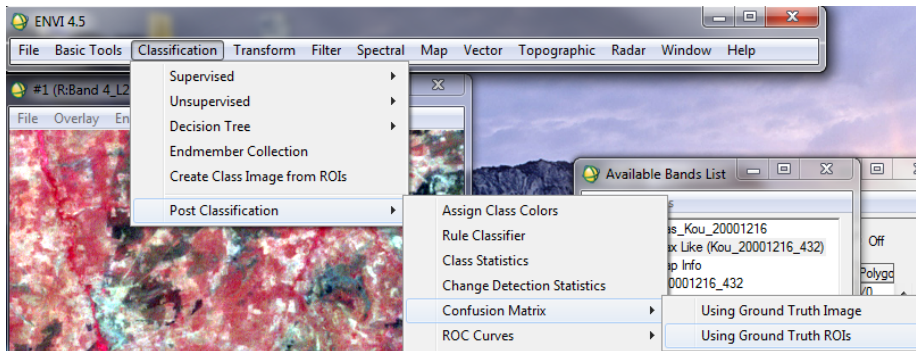 ENVI 4.5
File Basic Tools Classification Transform Filter Spectral Map Vector Topographic Radar Window Help
#1 (R:Band 4_L2
File Overlay En
Supervised
Unsupervised
Decision Tree
Endmember Collection
Create Class Image from ROIs
Post Classification
Available Bands List
Assign Class Colors
Rule Classifier
Class Statistics
Change Detection Statistics
Confusion Matrix
ROC Curves
as_Kou_20001216
ax Like (Kou_20001216_432)
ap Info
0001216_432
Off
Polygo
Using Ground Truth Image
Using Ground Truth ROIs